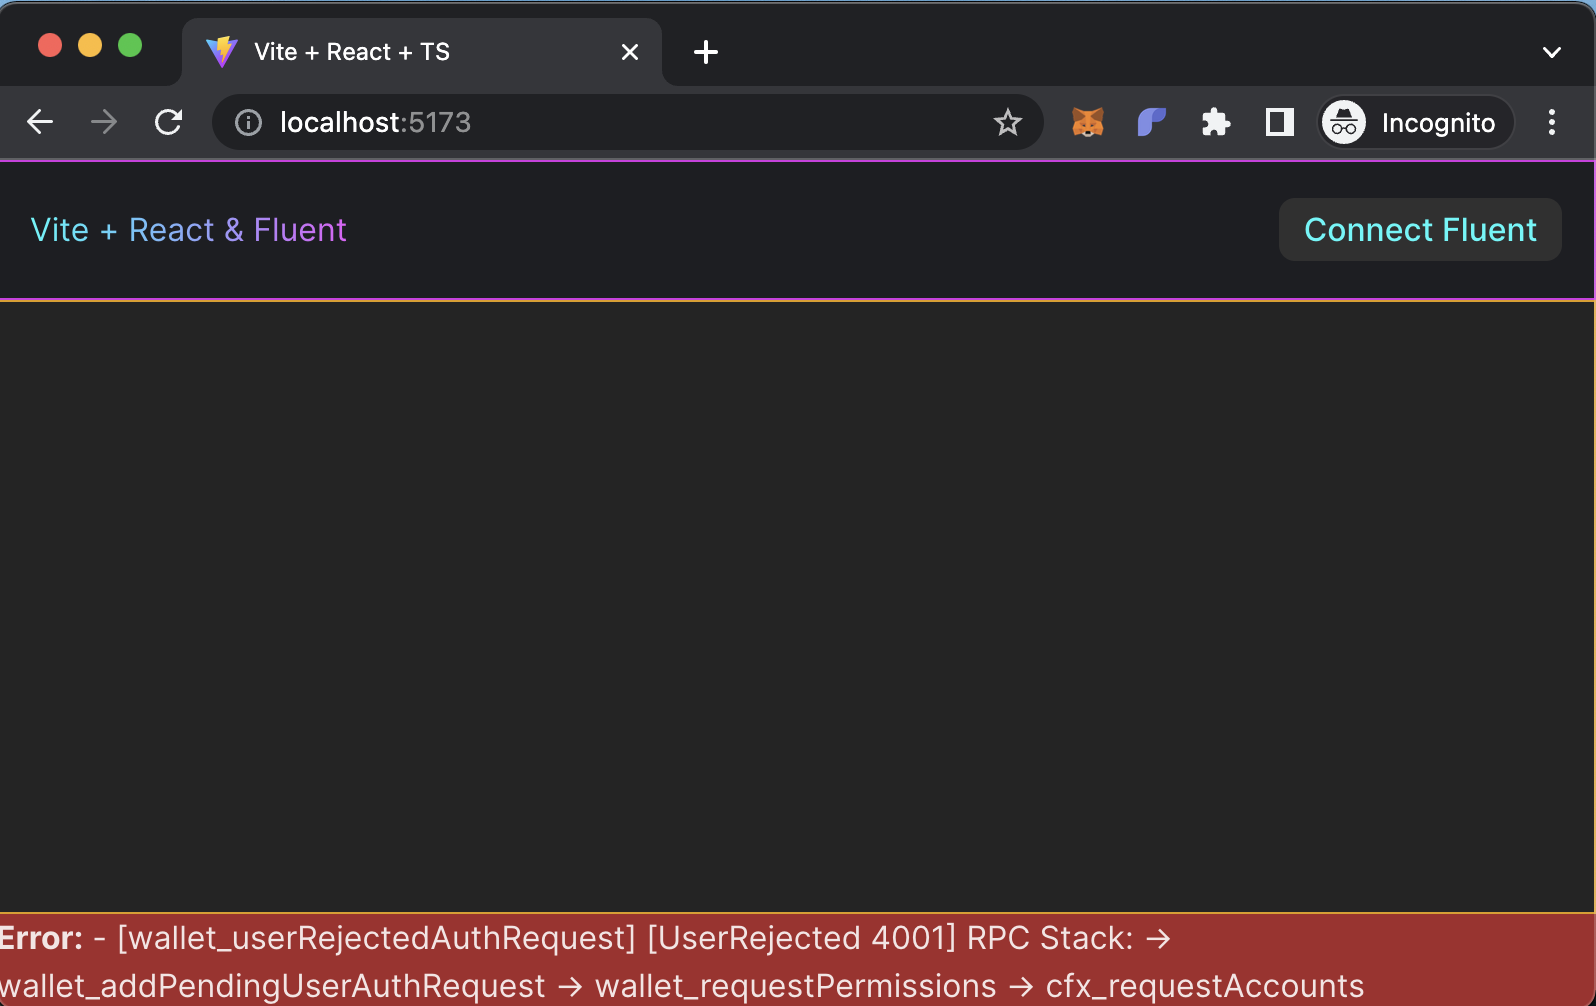 Vite + React + TS
localhost:5173
Incognito
Vite + React & Fluent
Connect Fluent
Error: - [wallet_userRejectedAuthRequest] [UserRejected 4001] RPC Stack: →
wallet_addPendingUserAuthRequest → wallet_requestPermissions → cfx_requestAccounts